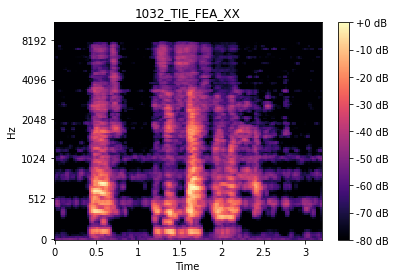 1032_TIE_FEA_XX
+0 dB
8192
-10 dB
4096
-20 dB
-30 dB
2048
Hz
-40 dB
1024
-50 dB
512
-60 dB
-70 dB
0
-80 dB
0 0.5 1 1.5 2 2.5 3
Time